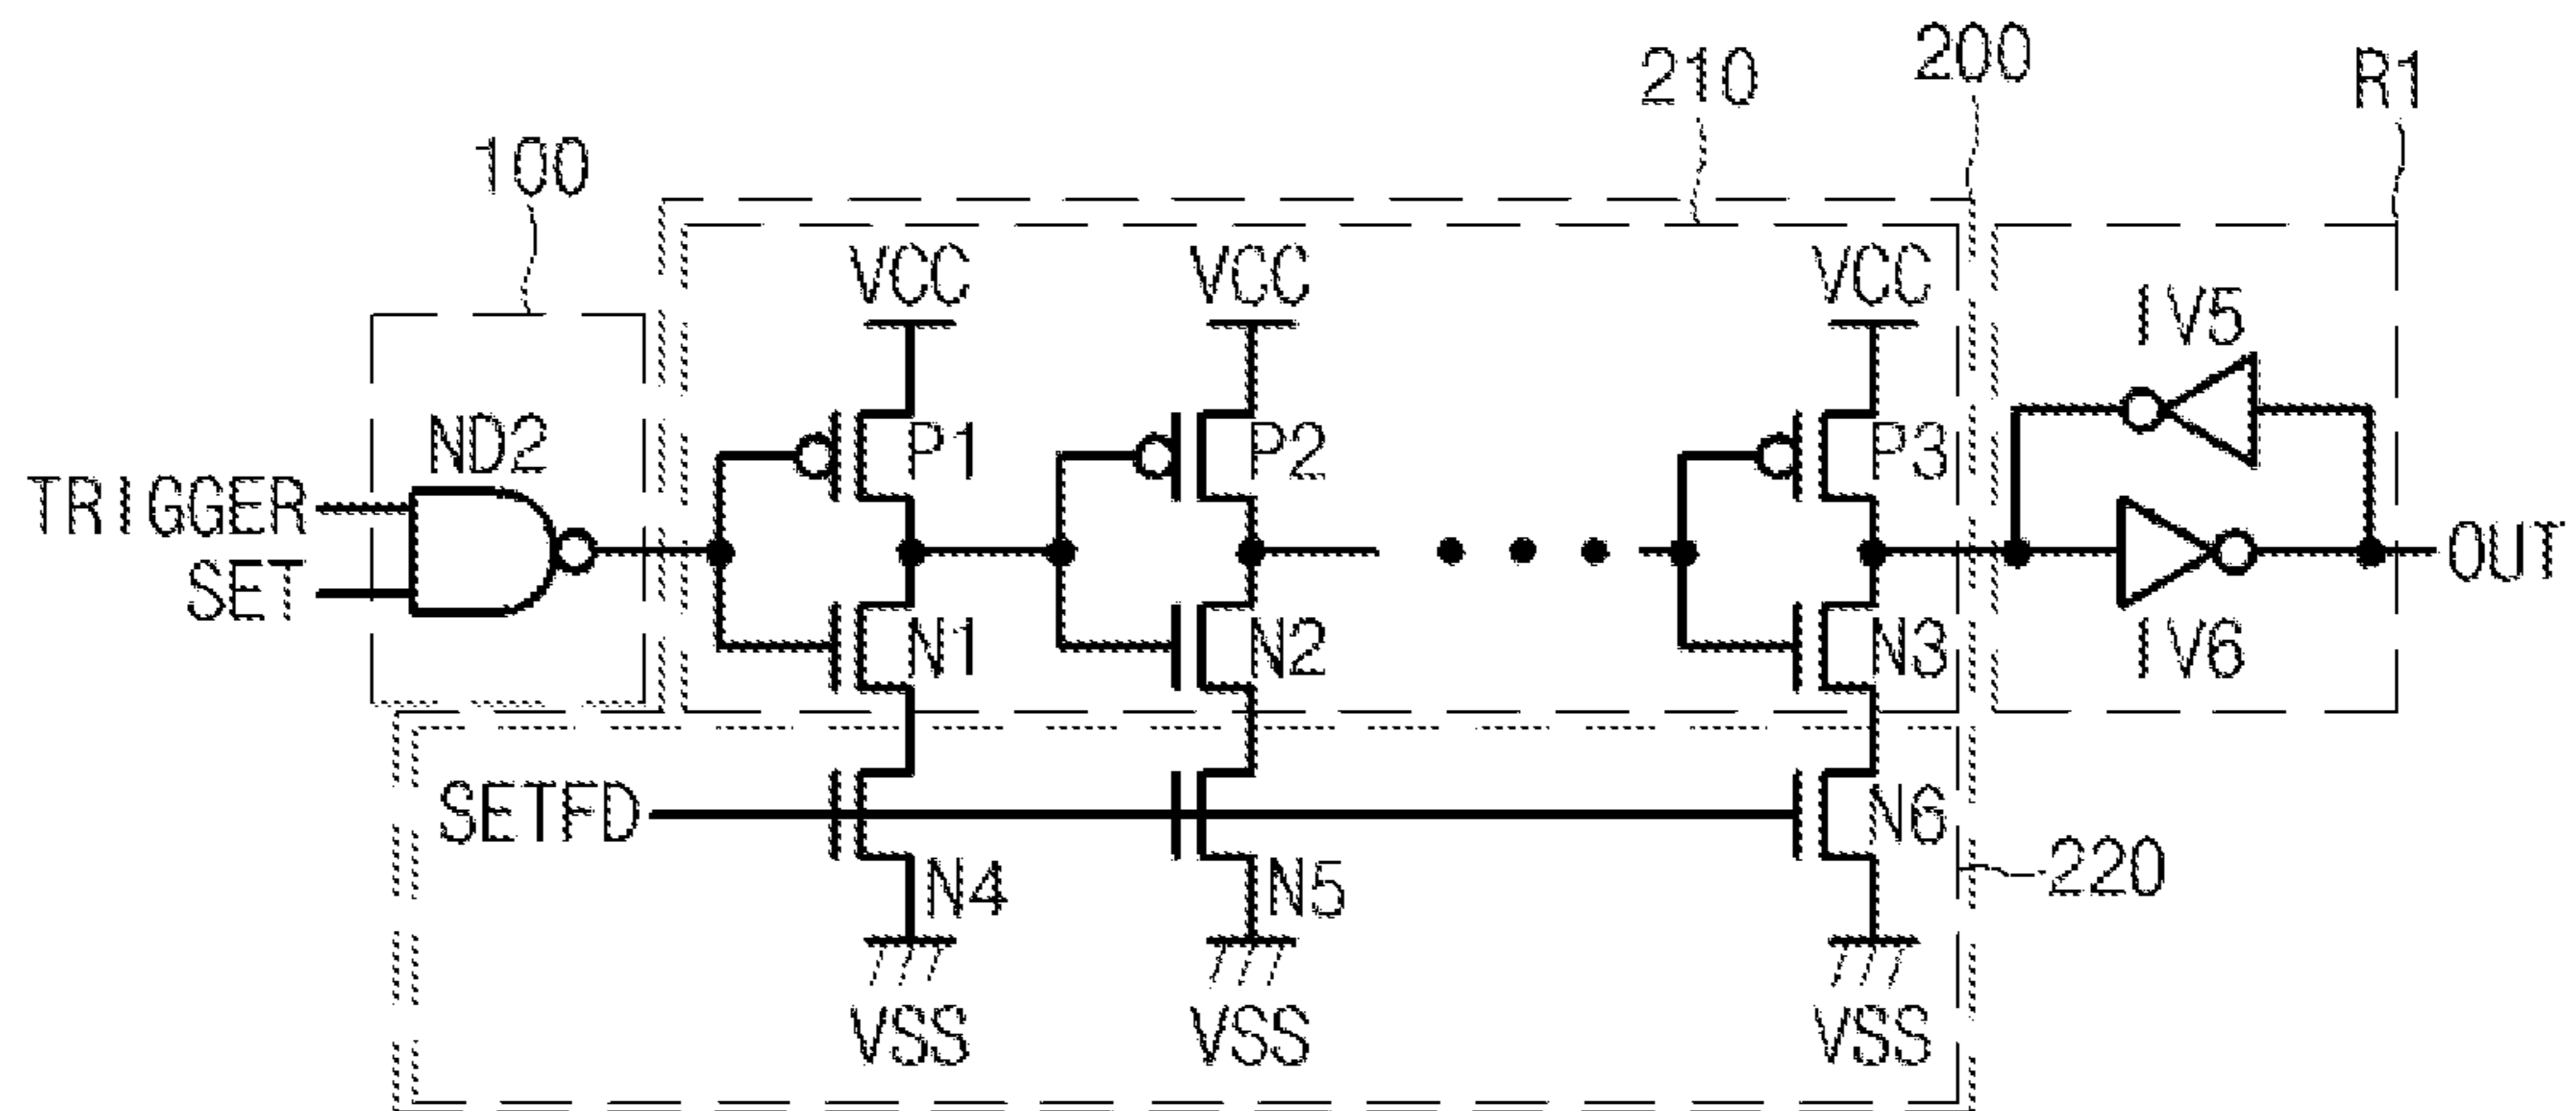 200
210
R1
100
VCC
VCC
VCC
IV5
ND2
P1
P2
P3
TRIGGER
SET
OUT
N1
N2
N3
IV6
SETFD
N6
N4
N5
220
VSS
VSS
VSS